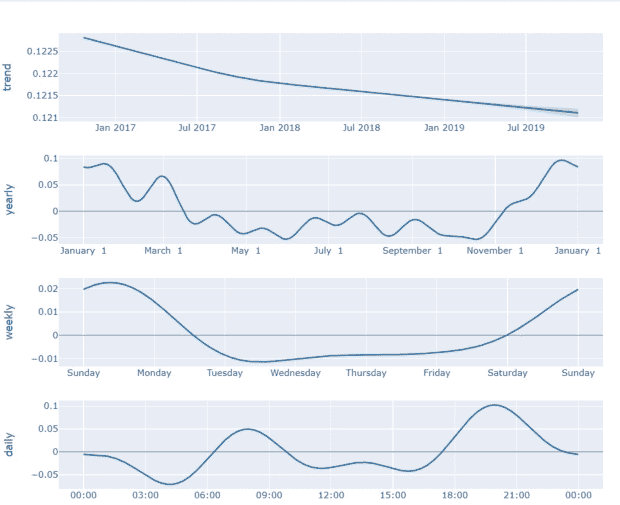 trend
0.1225
0.122
0.1215
0.121
Jan 2017 Jul 2017 Jan 2018 Jul 2018 Jan 2019 Jul 2019
yearly
0.1
0.05
0
−0.05
January 1 March 1 May 1 July 1 September 1 November 1 January 1
weekly
0.02
0.01
0
−0.01
Sunday Monday Tuesday Wednesday Thursday Friday Saturday Sunday
daily
0.1
0.05
0
−0.05
00:00 03:00 06:00 09:00 12:00 15:00 18:00 21:00 00:00